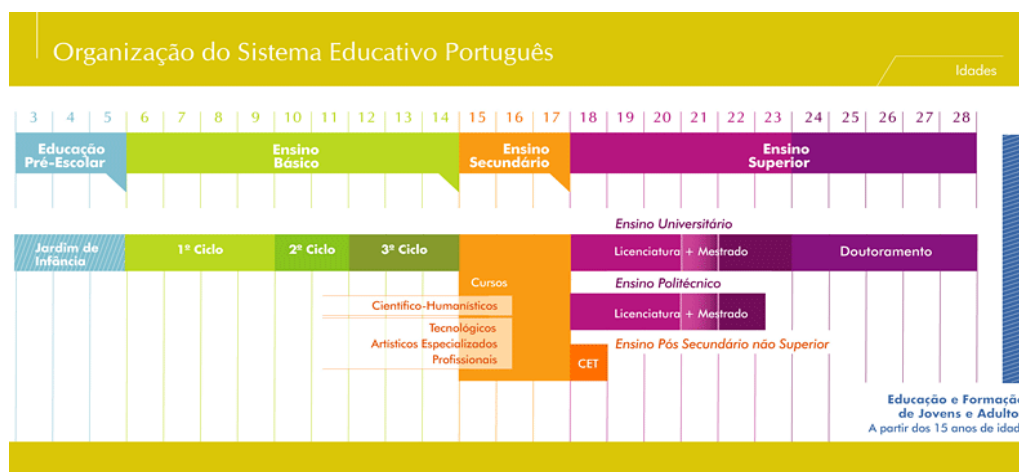 Organização do Sistema Educativo Português
Idades
3 4 5 6 7 8 9 10 11 12 13 14 15 16 17 18 19 20 21 22 23 24 25 26 27 28
Educação
Pré-Escolar
Ensino
Básico
Ensino
Secundário
Ensino
Superior
Ensino Universitário
Jardim de
Infância
1º Ciclo
2º Ciclo
3º Ciclo
Licenciatura + Mestrado
Doutoramento
Cursos
Ensino Politécnico
Científico-Humanísticos
Licenciatura + Mestrado
Tecnológicos
Artísticos Especializados
Profissionais
Ensino Pós Secundário não Superior
CET
Educação e Formação
de Jovens e Adulto
A partir dos 15 anos de idad